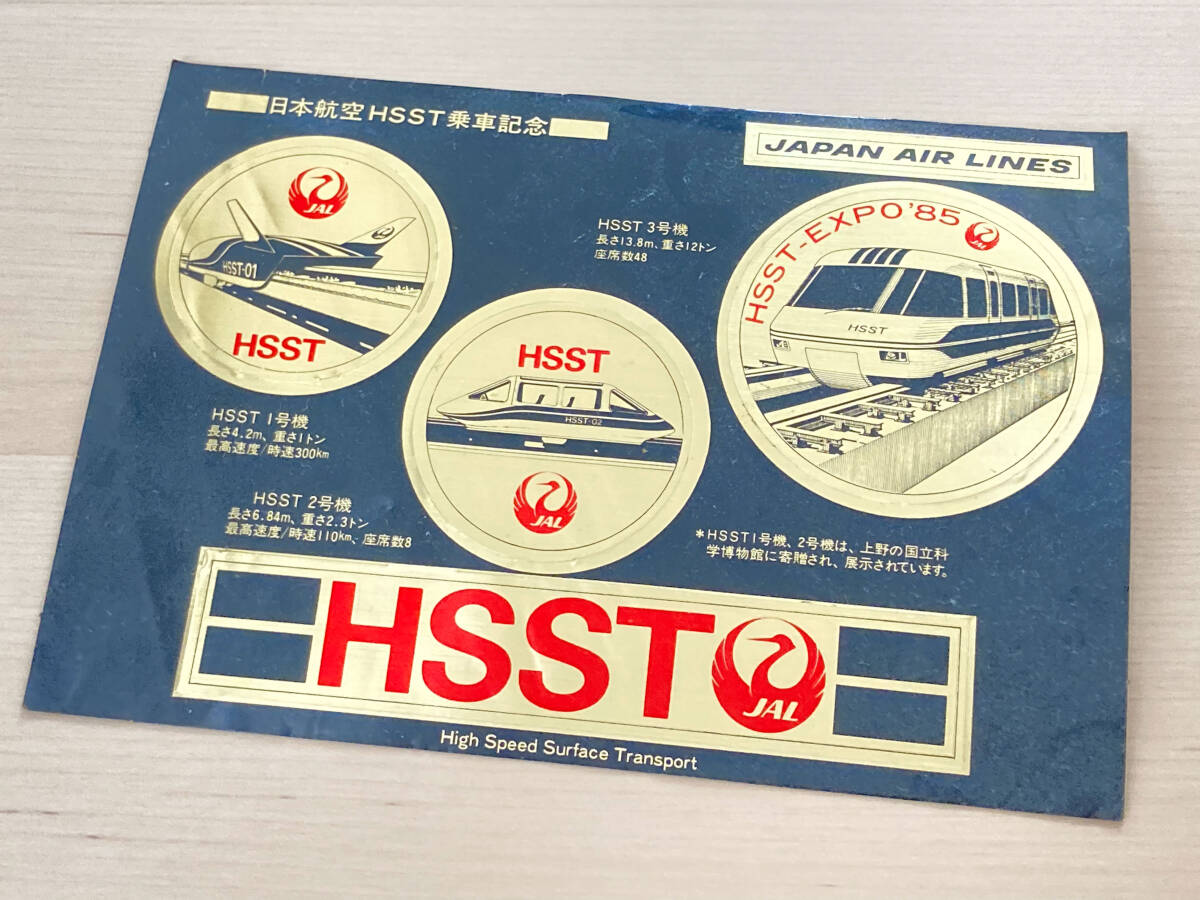 日本航空HSST乗車記念
JAPAN AIR LINES
JAL
HSST-01
HSST
HSST 1号機
長さ4.2m、重さ1トン
最高速度/時速300km
HSST 3号機
長さ13.8m、重さ12トン
座席数48
HSST-EXPO'85
JAL
HSST
HSST
HSST-02
JAL
HSST 2号機
長さ6.84m、重さ2.3トン
最高速度/時速110km、座席数8
*HSST1号機、2号機は、上野の国立科
学博物館に寄贈され、展示されています。
HSST JAL
High Speed Surface Transport